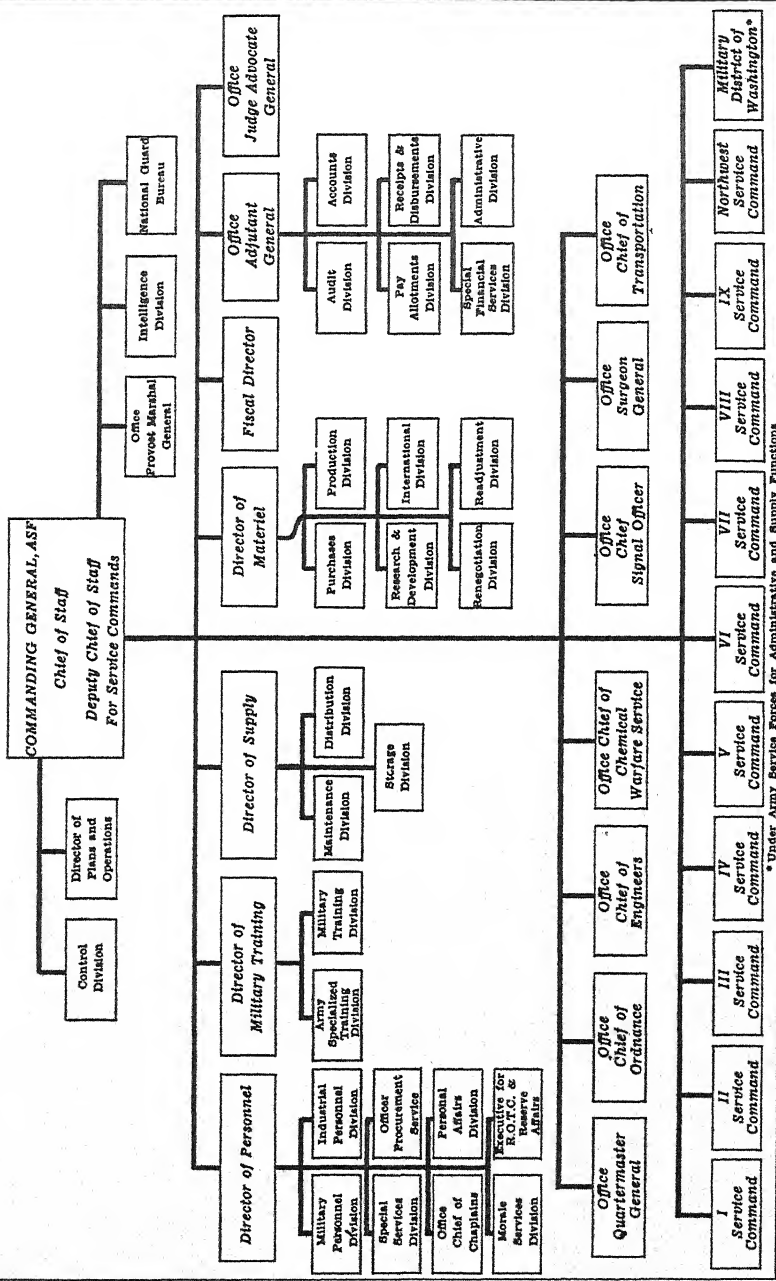 COMMANDING GENERAL, ASF
Chief of Staff
Deputy Chief of Staff
For Service Commands
Control
Division
Director of
Plans and
Operations
Office
Provost Marshal
General
Intelligence
Division
National Guard
Bureau
Director of Personnel
Director of
Military Training
Director of Supply
Director of
Materiel
Fiscal Director
Office
Adjutant
General
Office
Judge Advocate
General
Military
Personnel
Division
Industrial
Personnel
Division
Special
Services
Division
Officer
Procurement
Service
Office
Chief of
Chaplains
Personal
Affairs
Division
Morale
Services
Division
Executive for
R.O.T.C. &
Reserve
Affairs
Army
Specialized
Training
Division
Military
Training
Division
Maintenance
Division
Distribution
Division
Storage
Division
Purchases
Division
Production
Division
Research &
Development
Division
International
Division
Renegotiation
Division
Readjustment
Division
Audit
Division
Accounts
Division
Pay
Allotments
Division
Receipts &
Disbursements
Division
Special
Financial
Services
Division
Administrative
Division
Office
Quartermaster
General
Office
Chief of
Ordnance
Office
Chief of
Engineers
Office Chief of
Chemical
Warfare Service
Office
Chief
Signal Officer
Office
Surgeon
General
Office
Chief of
Transportation
I
Service
Command
II
Service
Command
III
Service
Command
IV
Service
Command
V
Service
Command
VI
Service
Command
VII
Service
Command
VIII
Service
Command
IX
Service
Command
Northwest
Service
Command
Military
District of
Washington*
* Under Army Service Forces for Administrative and Supply Functions